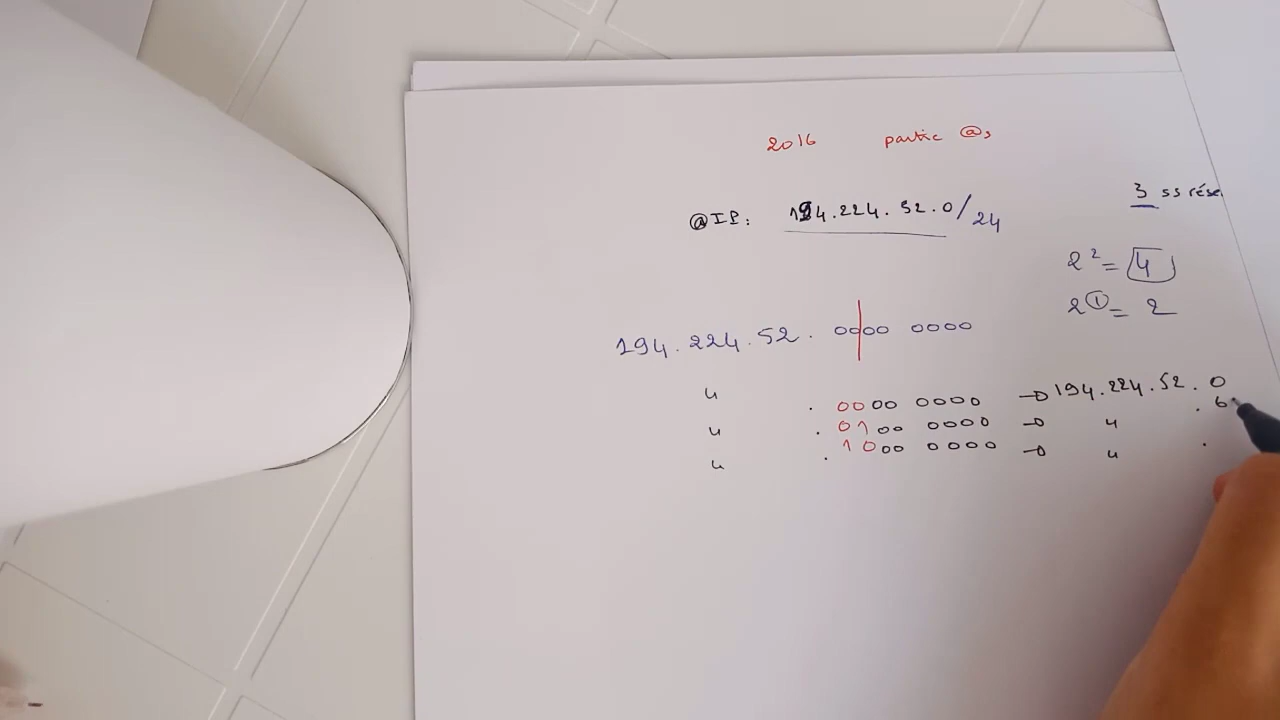 2016 partie @,
3 ss rése
@IP: 194.224.52.0/24
2² = 4
2① = 2
194.224.52. 0000 0000
" . 0000 0000 → 194.224.52.0
" . 0100 0000 → " . 6
" . 1000 0000 → " .